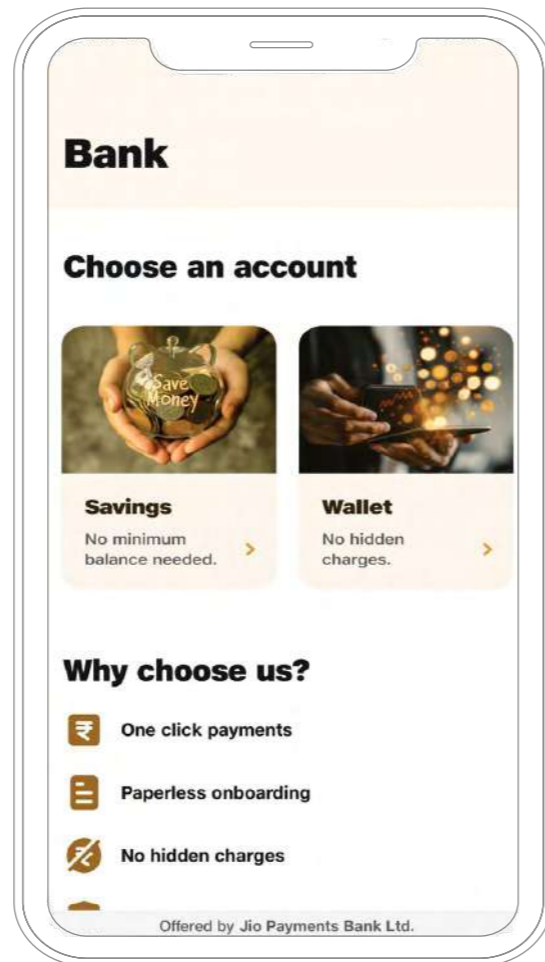 Bank
Choose an account
Save
Money
Savings
No minimum
balance needed.
Wallet
No hidden
charges.
Why choose us?
₹
One click payments
Paperless onboarding
No hidden charges
Offered by Jio Payments Bank Ltd.